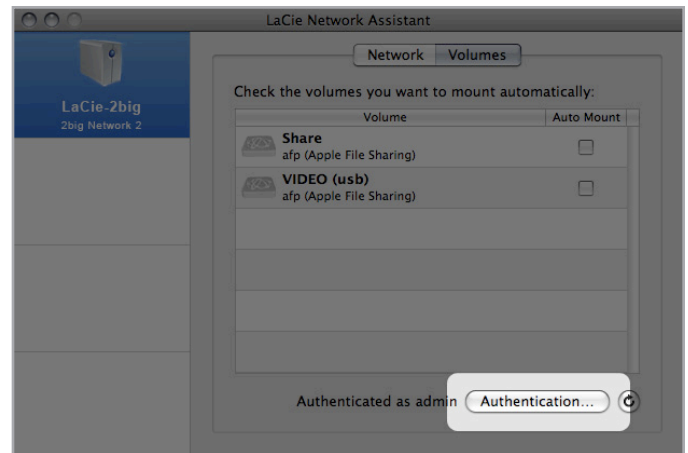 LaCie Network Assistant
LaCie-2big
2big Network 2
Network Volumes
Check the volumes you want to mount automatically:
Volume Auto Mount
Share
afp (Apple File Sharing)
VIDEO (usb)
afp (Apple File Sharing)
Authenticated as admin Authentication...